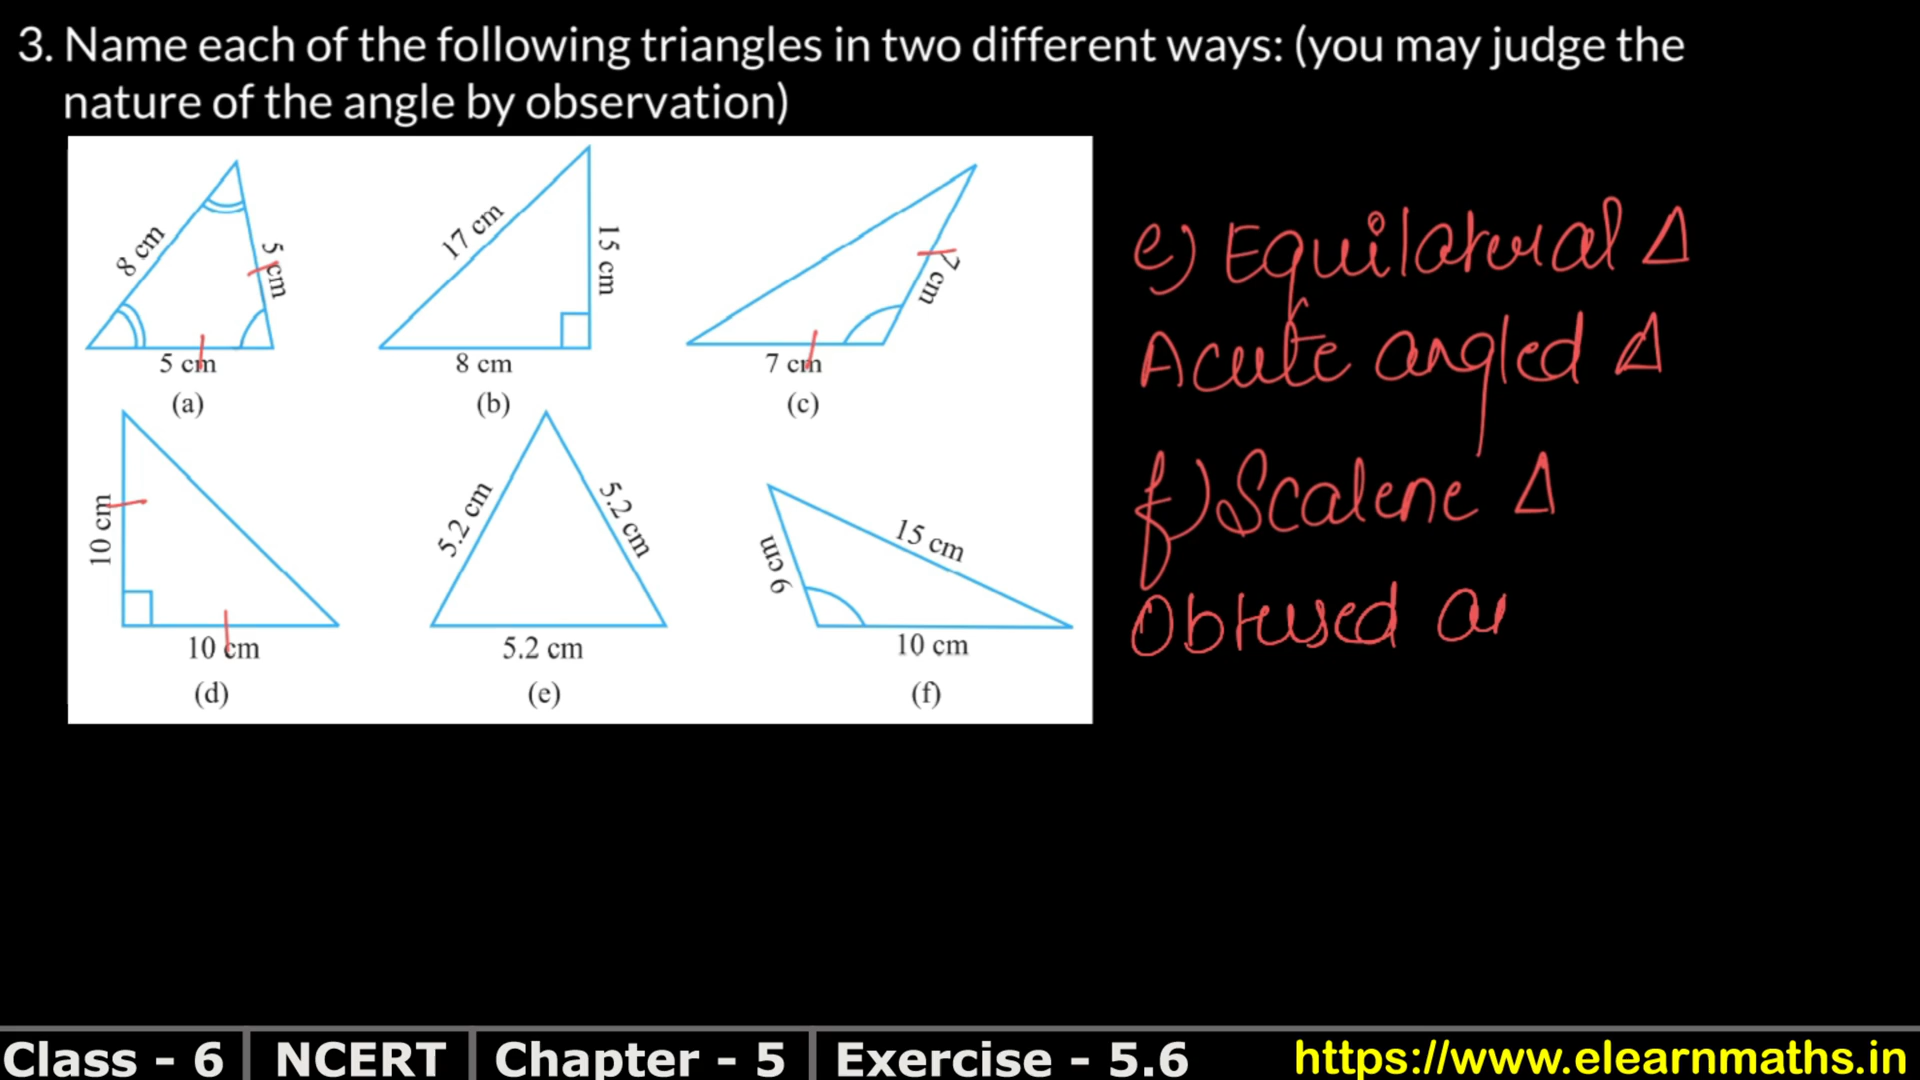 3. Name each of the following triangles in two different ways: (you may judge the
nature of the angle by observation)
8 cm
5 cm
5 cm
(a)
17 cm
15 cm
8 cm
(b)
7 cm
7 cm
(c)
10 cm
10 cm
(d)
5.2 cm
5.2 cm
5.2 cm
(e)
9 cm
15 cm
10 cm
(f)
e) Equilateral Δ
Acute angled Δ
f) Scalene Δ
Obtused an
Class - 6 | NCERT | Chapter - 5 | Exercise - 5.6
https://www.elearnmaths.in